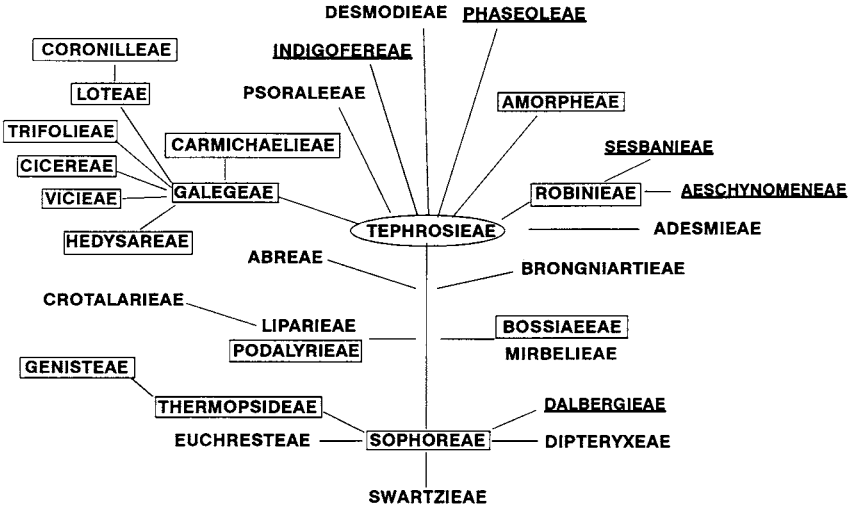 DESMODIEAE PHASEOLEAE
CORONILLEAE
INDIGOFEREAE
LOTEAE
PSORALEEAE
AMORPHEAE
TRIFOLIEAE
CARMICHAELIEAE
SESBANIEAE
CICEREAE
VICIEAE
GALEGEAE
ROBINIEAE
AESCHYNOMENEAE
HEDYSAREAE
TEPHROSIEAE
ADESMIEAE
ABREAE
BRONGNIARTIEAE
CROTALARIEAE
LIPARIEAE
BOSSIAEEAE
PODALYRIEAE
MIRBELIEAE
GENISTEAE
THERMOPSIDEAE
DALBERGIEAE
EUCHRESTEAE
SOPHOREAE
DIPTERYXEAE
SWARTZIEAE